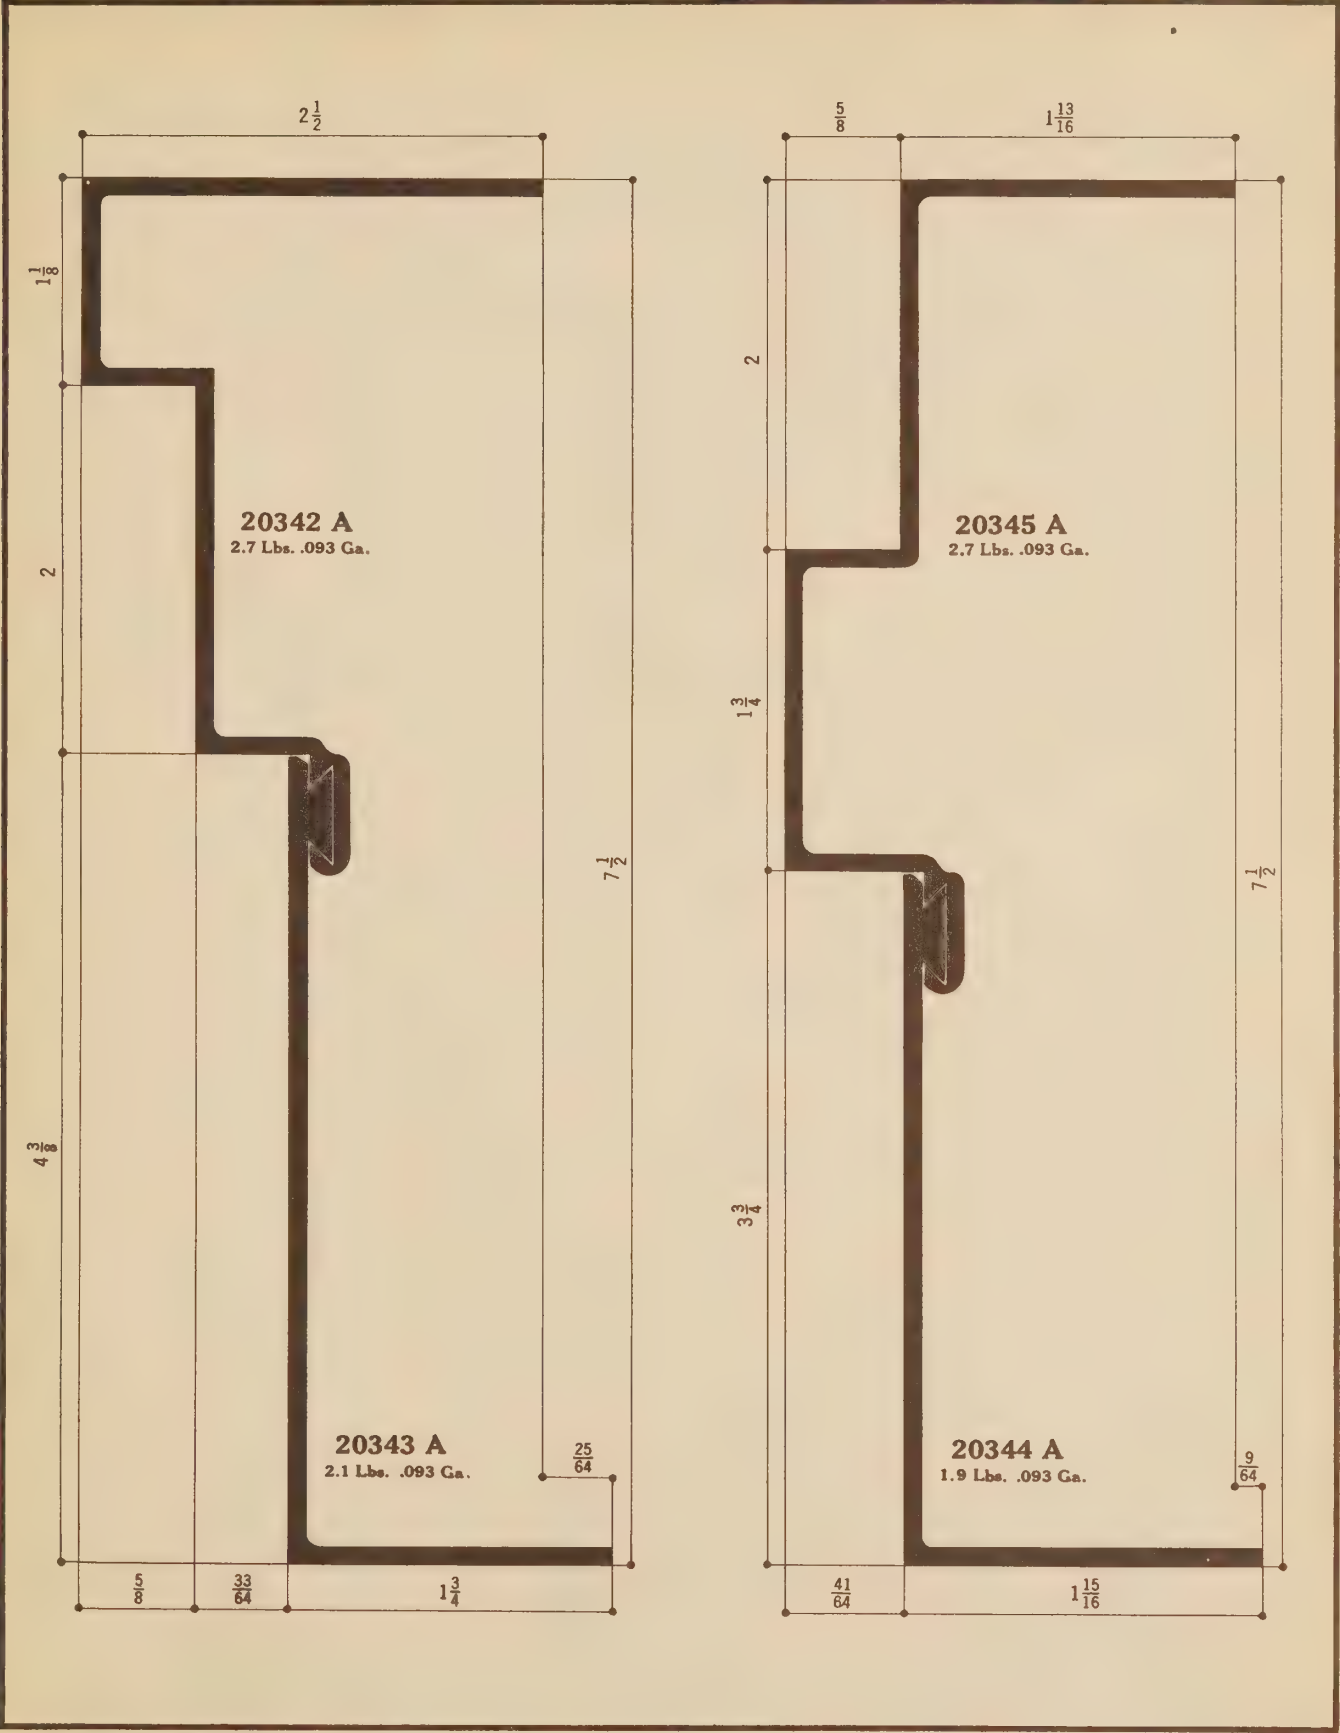 2 1/2
5/8
1 13/16
1 1/8
2
2
20342 A
2.7 Lbs. .093 Ga.
20345 A
2.7 Lbs. .093 Ga.
1 3/4
7 1/2
7 1/2
4 3/8
3 3/4
20343 A
2.1 Lbs. .093 Ga.
25/64
20344 A
1.9 Lbs. .093 Ga.
9/64
5/8
33/64
1 3/4
41/64
1 15/16